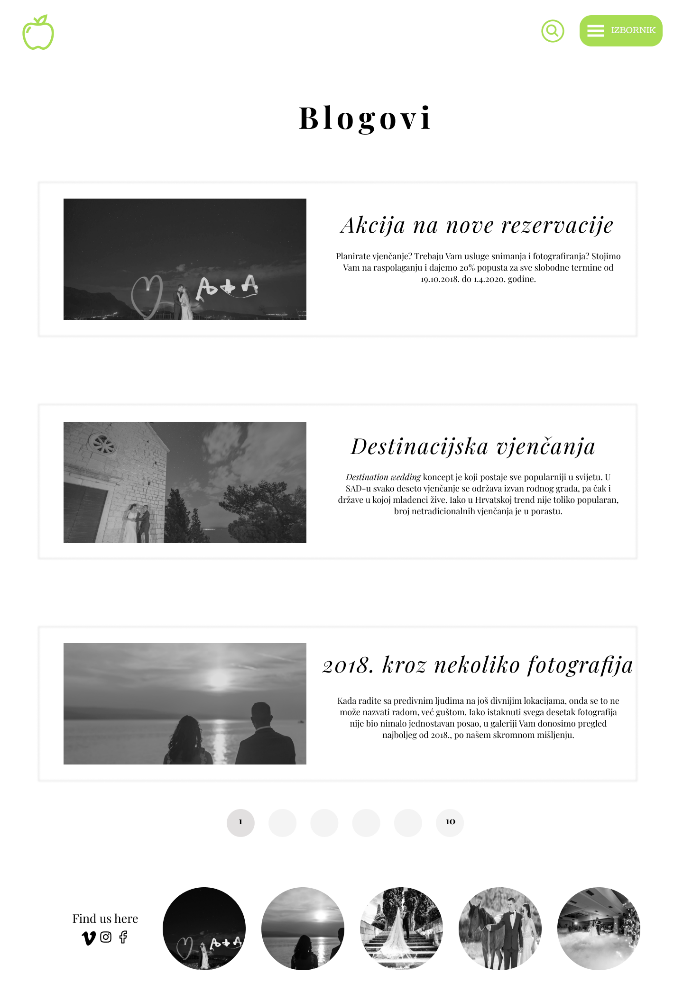 IZBORNIK
Blogovi
A+A
Akcija na nove rezervacije
Planirate vjenčanje? Trebaju Vam usluge snimanja i fotografiranja? Stojimo
Vam na raspolaganju i dajemo 20% popusta za sve slobodne termine od
19.10.2018. do 1.4.2020. godine.
Destinacijska vjenčanja
Destination wedding koncept je koji postaje sve popularniji u svijetu. U
SAD-u svako deseto vjenčanje se održava izvan rodnog grada, pa čak i
države u kojoj mladenci žive. Iako u Hrvatskoj trend nije toliko popularan,
broj netradicionalnih vjenčanja je u porastu.
2018. kroz nekoliko fotografija
Kada radite sa predivnim ljudima na još divnijim lokacijama, onda se to ne
može nazvati radom, već guštom. Iako istaknuti svega desetak fotografija
nije bio nimalo jednostavan posao, u galeriji Vam donosimo pregled
najboljeg od 2018., po našem skromnom mišljenju.
1 10
Find us here
A+A